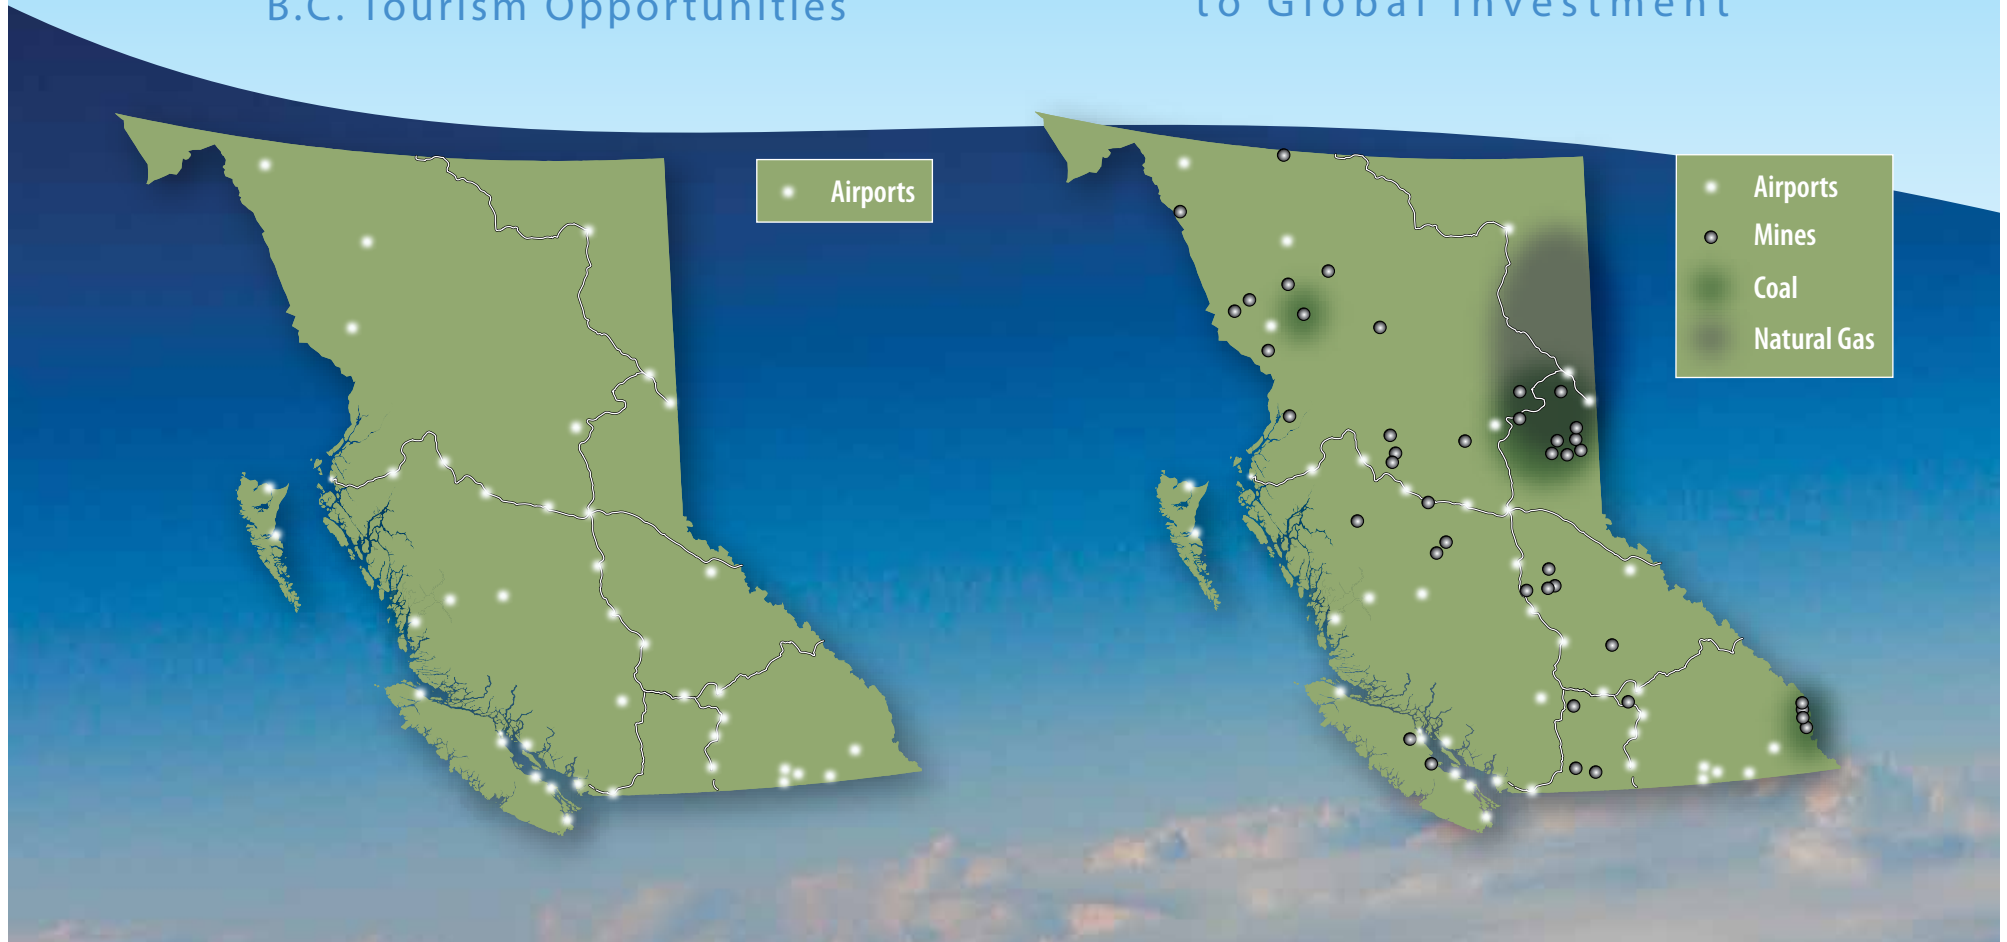 B.C. Tourism Opportunities
to Global Investment
Airports
Airports
Mines
Coal
Natural Gas